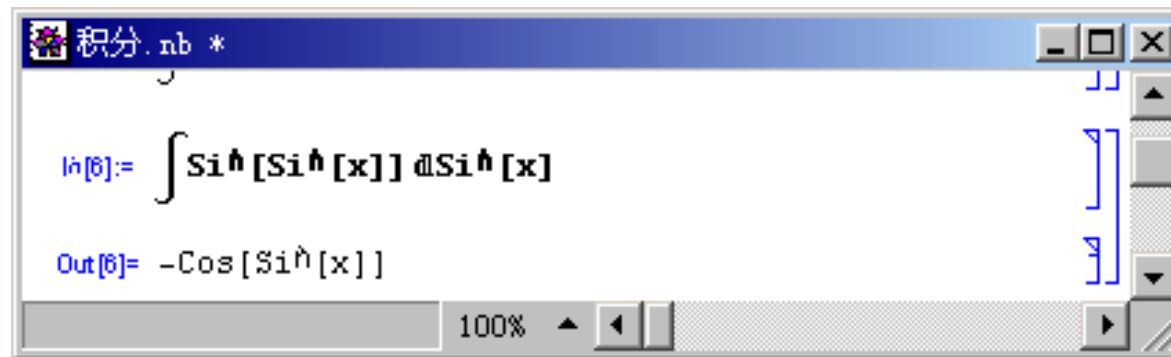 积分.nb *
In[6]:= ∫Sin[Sin[x]] ⅆSin[x]
Out[6]= -Cos[Sin[x]]
100%